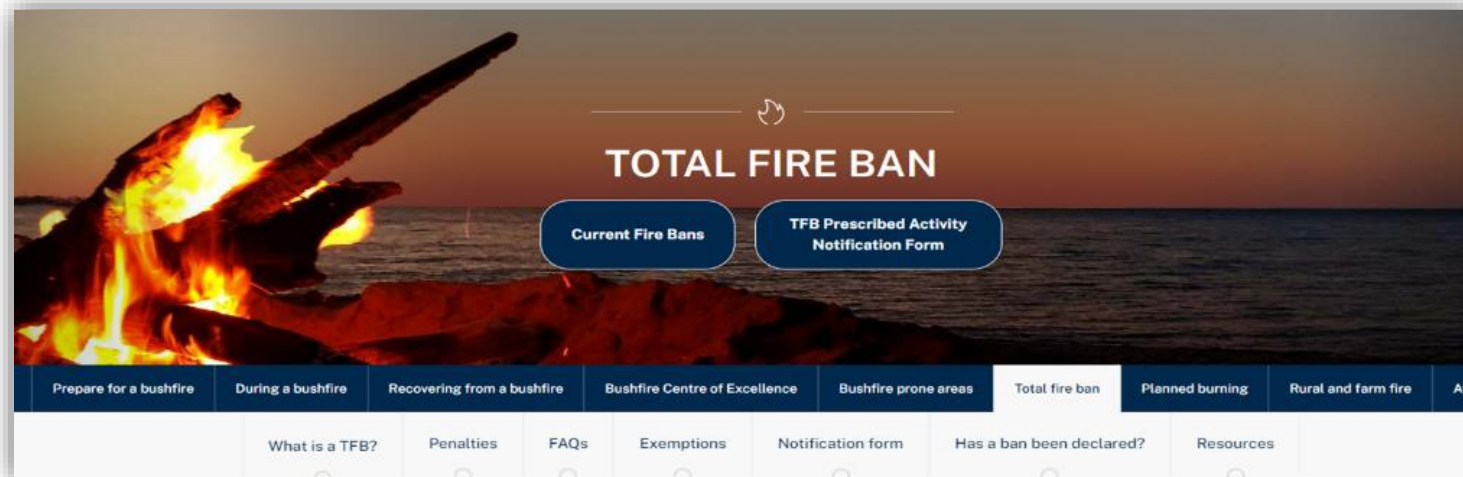 TOTAL FIRE BAN
Current Fire Bans
TFB Prescribed Activity
Notification Form
Prepare for a bushfire
During a bushfire
Recovering from a bushfire
Bushfire Centre of Excellence
Bushfire prone areas
Total fire ban
Planned burning
Rural and farm fire
What is a TFB?
Penalties
FAQs
Exemptions
Notification form
Has a ban been declared?
Resources